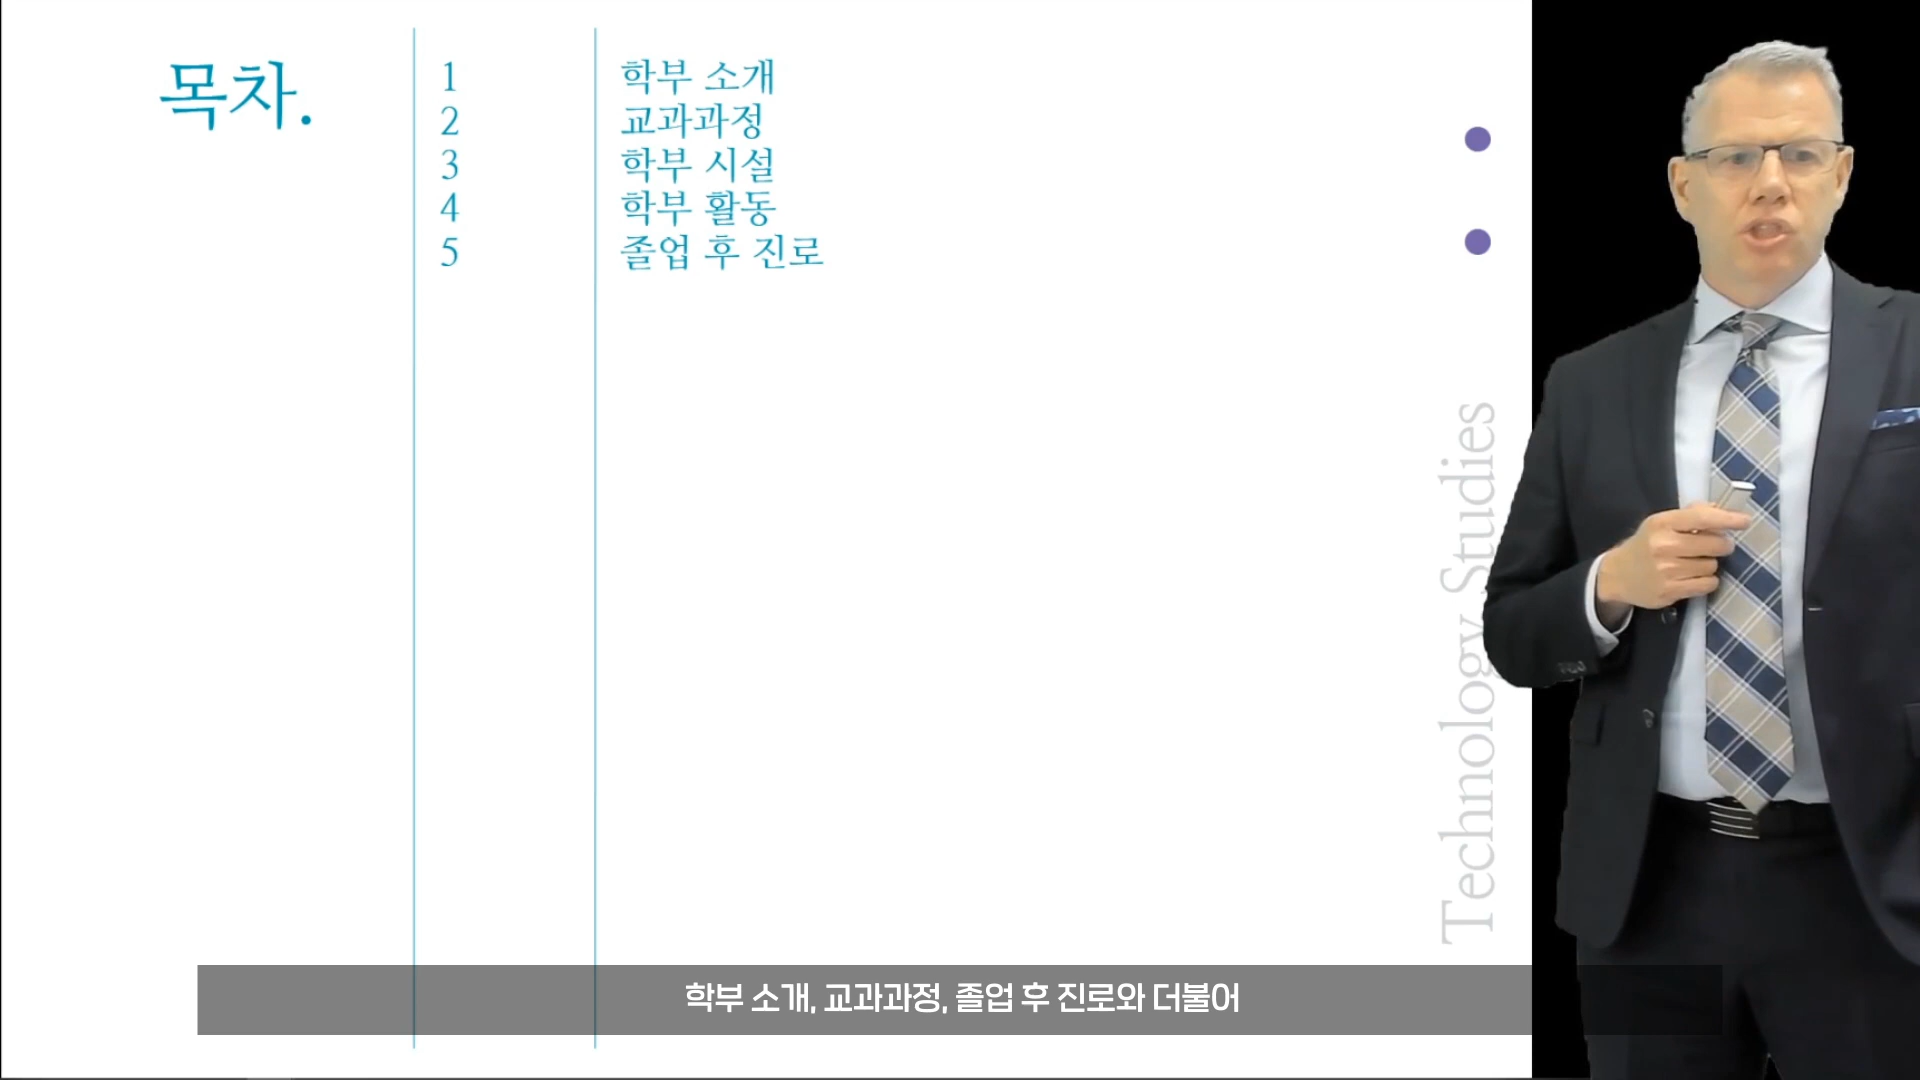 목차.
1 학부 소개
2 교과과정
3 학부 시설
4 학부 활동
5 졸업 후 진로
Technology Studies
학부 소개, 교과과정, 졸업 후 진로와 더불어